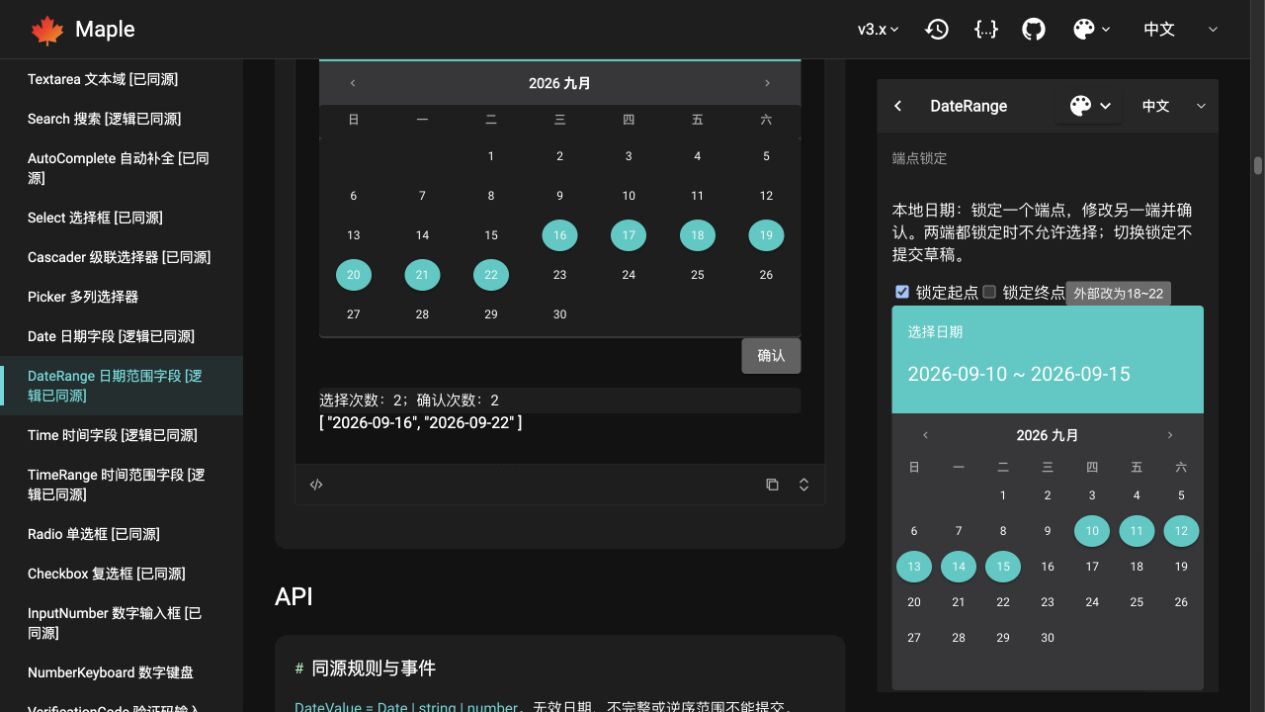 Maple
v3.x
中文
Textarea 文本域 [已同源]
Search 搜索 [逻辑已同源]
AutoComplete 自动补全 [已同
源]
Select 选择框 [已同源]
Cascader 级联选择器 [已同源]
Picker 多列选择器
Date 日期字段 [逻辑已同源]
DateRange 日期范围字段 [逻
辑已同源]
Time 时间字段 [逻辑已同源]
TimeRange 时间范围字段 [逻
辑已同源]
Radio 单选框 [已同源]
Checkbox 复选框 [已同源]
InputNumber 数字输入框 [已
同源]
NumberKeyboard 数字键盘
VerificationCode 验证码输入
2026 九月
日 一 二 三 四 五 六
1 2 3 4 5
6 7 8 9 10 11 12
13 14 15 16 17 18 19
20 21 22 23 24 25 26
27 28 29 30
确认
选择次数：2；确认次数：2
[ "2026-09-16", "2026-09-22" ]
API
# 同源规则与事件
DateValue = Date | string | number。无效日期、不完整或逆序范围不能提交。
DateRange
中文
端点锁定
本地日期：锁定一个端点，修改另一端并确
认。两端都锁定时不允许选择；切换锁定不
提交草稿。
锁定起点 锁定终点 外部改为18~22
选择日期
2026-09-10 ~ 2026-09-15
2026 九月
日 一 二 三 四 五 六
1 2 3 4 5
6 7 8 9 10 11 12
13 14 15 16 17 18 19
20 21 22 23 24 25 26
27 28 29 30